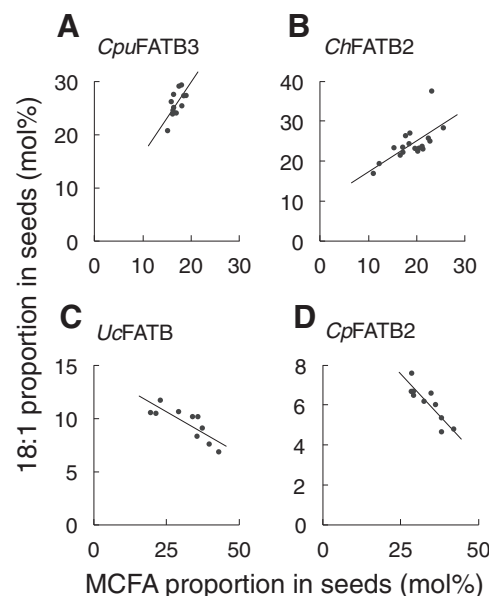 A
CpuFATB3
30
20
10
0
0 10 20 30
B
ChFATB2
40
30
20
10
0
0 10 20 30
C
UcFATB
15
10
5
0
0 25 50
D
CpFATB2
8
6
4
2
0
0 25 50
18:1 proportion in seeds (mol%)
MCFA proportion in seeds (mol%)